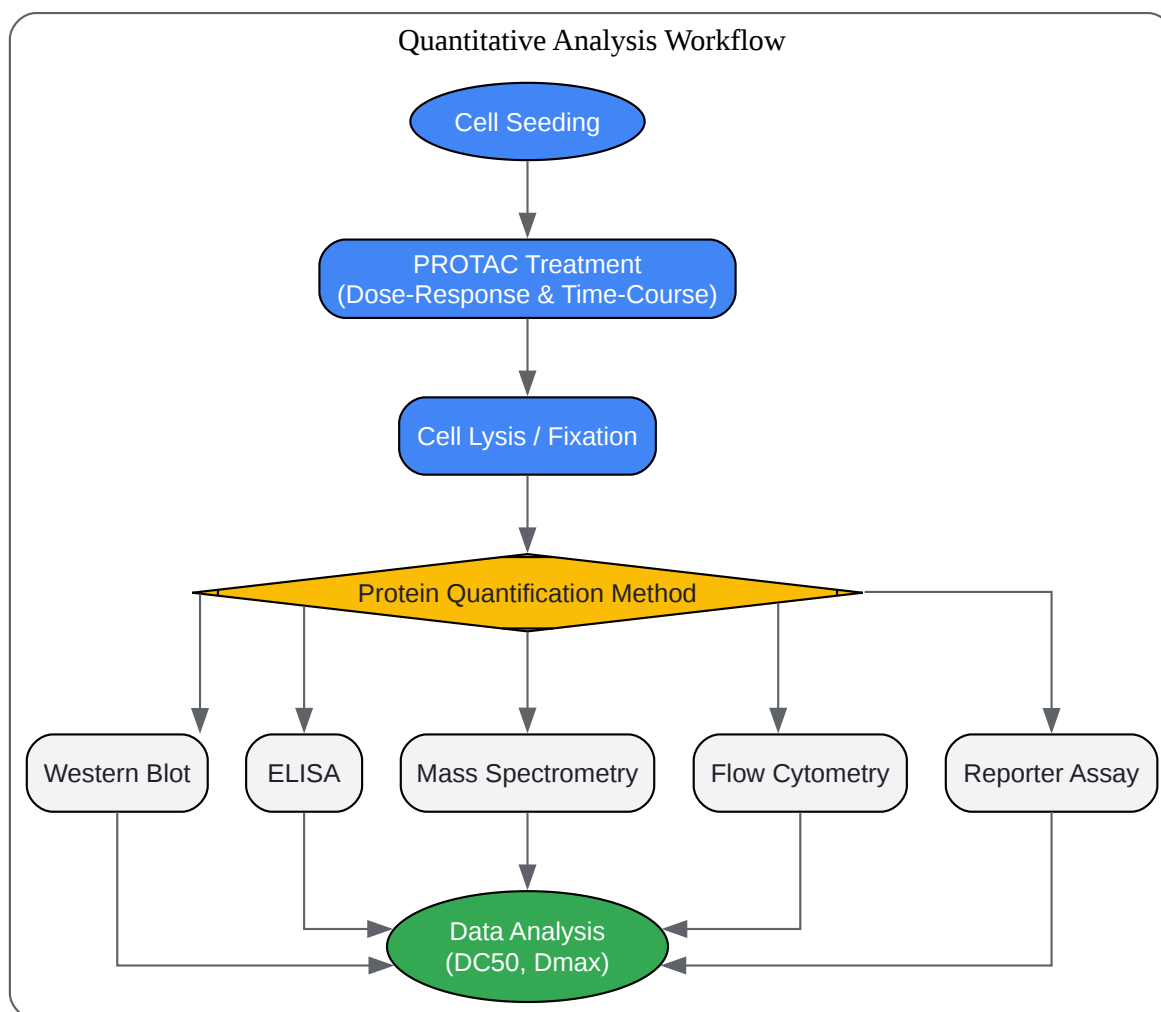 Quantitative Analysis Workflow
Cell Seeding
PROTAC Treatment
(Dose-Response & Time-Course)
Cell Lysis / Fixation
Protein Quantification Method
Western Blot
ELISA
Mass Spectrometry
Flow Cytometry
Reporter Assay
Data Analysis
(DC50, Dmax)